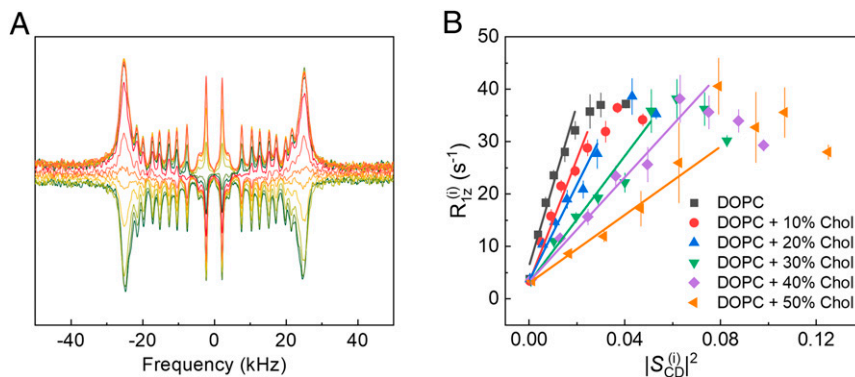 A
-40 -20 0 20 40
Frequency (kHz)
B
50
40
30
20
10
0
R₁z⁽ⁱ⁾ (s⁻¹)
DOPC
DOPC + 10% Chol
DOPC + 20% Chol
DOPC + 30% Chol
DOPC + 40% Chol
DOPC + 50% Chol
0.00 0.04 0.08 0.12
|S_CD⁽ⁱ⁾|²